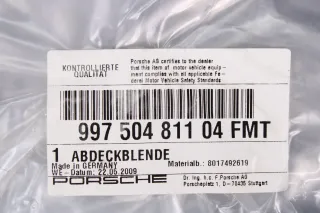 KONTROLLIERTE
QUALITÄT
Porsche AG certifies to the dealer
that this item of motor vehicle equip-
ment complies with all applicable Fe-
deral Motor Vehicle Safety Standards
997 504 811 04 FMT
1 ABDECKBLENDE
Made in GERMANY
Materialb.: 8017492619
WE-Datum: 22.05.2009
PORSCHE
Dr. Ing. h.c. F. Porsche AG
Porscheplatz 1, D-70435 Stuttgart